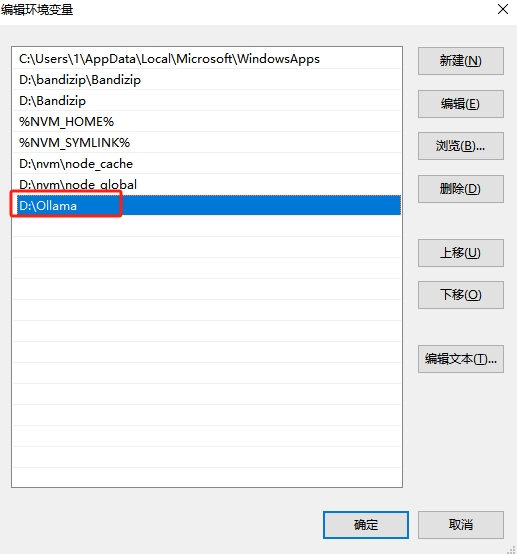 编辑环境变量
C:\Users\1\AppData\Local\Microsoft\WindowsApps
D:\bandizip\Bandizip
D:\Bandizip
%NVM_HOME%
%NVM_SYMLINK%
D:\nvm\node_cache
D:\nvm\node_global
D:\Ollama
新建(N)
编辑(E)
浏览(B)...
删除(D)
上移(U)
下移(O)
编辑文本(T)...
确定
取消